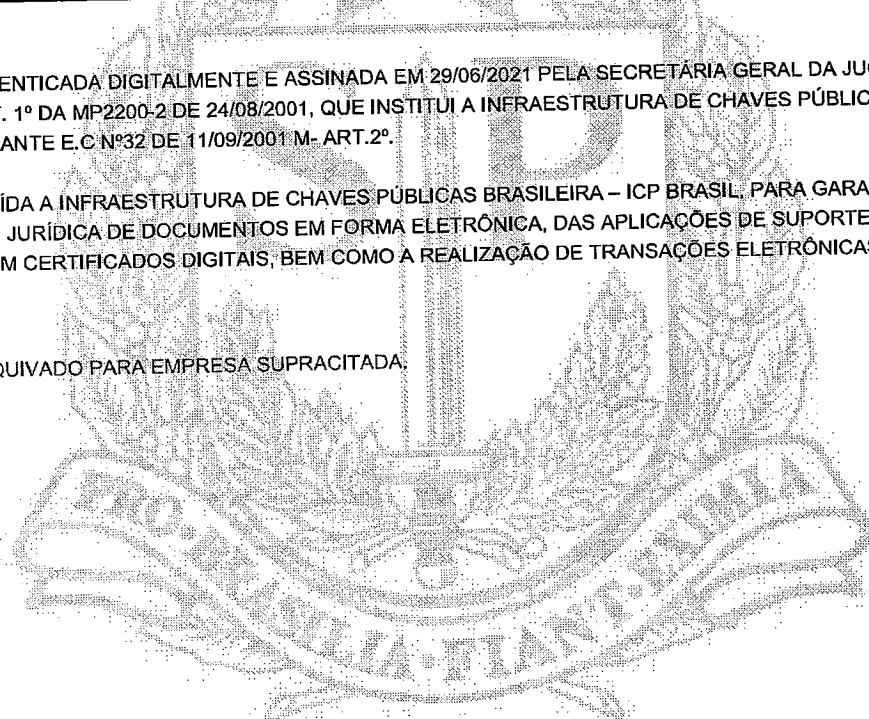 ENTICADA DIGITALMENTE E ASSINADA EM 29/06/2021 PELA SECRETÁRIA GERAL DA JU
. 1º DA MP2200-2 DE 24/08/2001, QUE INSTITUI A INFRAESTRUTURA DE CHAVES PÚBLIC
ANTE E.C Nº32 DE 11/09/2001 M- ART.2º.
ÍDA A INFRAESTRUTURA DE CHAVES PÚBLICAS BRASILEIRA – ICP BRASIL, PARA GARA
JURÍDICA DE DOCUMENTOS EM FORMA ELETRÔNICA, DAS APLICAÇÕES DE SUPORTE
M CERTIFICADOS DIGITAIS, BEM COMO A REALIZAÇÃO DE TRANSAÇÕES ELETRÔNICAS
QUIVADO PARA EMPRESA SUPRACITADA.
SP
PRO·BRASILIA·FIANT·EXIMIA